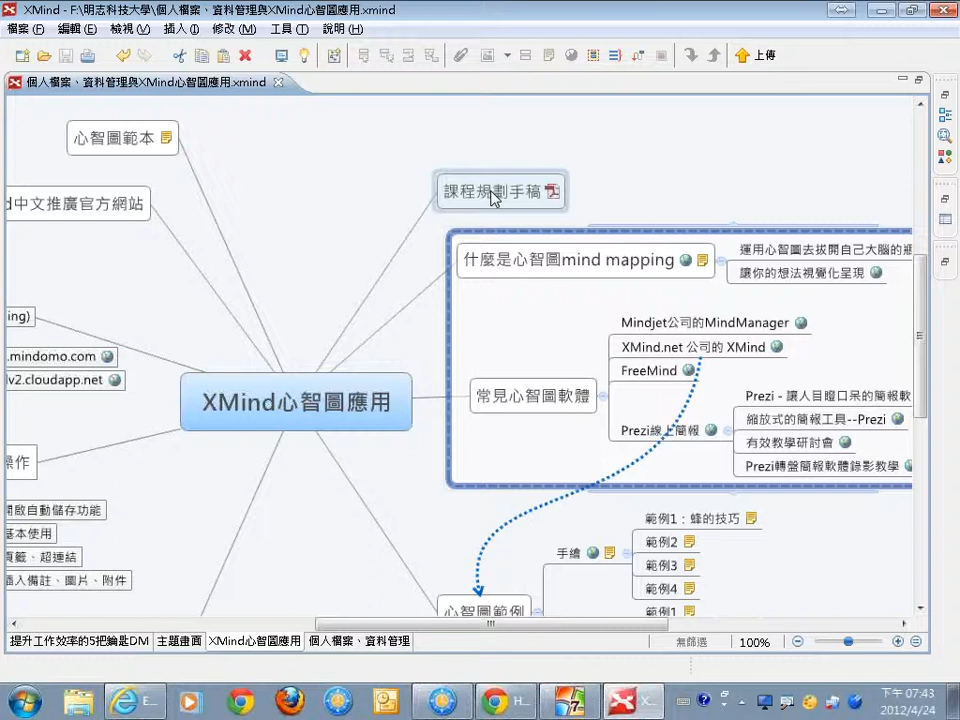 XMind - F:\明志科技大學\個人檔案、資料管理與XMind心智圖應用.xmind
檔案 (F) 編輯(E) 檢視(V) 插入(I) 修改(M) 工具(T) 說明(H)
上傳
個人檔案、資料管理與XMind心智圖應用.xmind
心智圖範本
課程規劃手稿
d中文推廣官方網站
什麼是心智圖mind mapping
運用心智圖去拔開自己大腦的
讓你的想法視覺化呈現
ing)
Mindjet公司的MindManager
XMind.net 公司的 XMind
.mindomo.com
FreeMind
lv2.cloudapp.net
XMind心智圖應用
常見心智圖軟體
Prezi - 讓人目瞪口呆的簡報軟
縮放式的簡報工具--Prezi
Prezi線上簡報
有效教學研討會
操作
Prezi轉盤簡報軟體錄影教學
開啟自動儲存功能
範例1：蜂的技巧
基本使用
範例2
手繪
頁籤、超連結
範例3
插入備註、圖片、附件
範例4
心智圖範例
範例1
提升工作效率的5把鑰匙DM 主題畫面 XMind心智圖應用 個人檔案、資料管理
無篩選 100%
E...
H...
X...
下午 07:43
2012/4/24